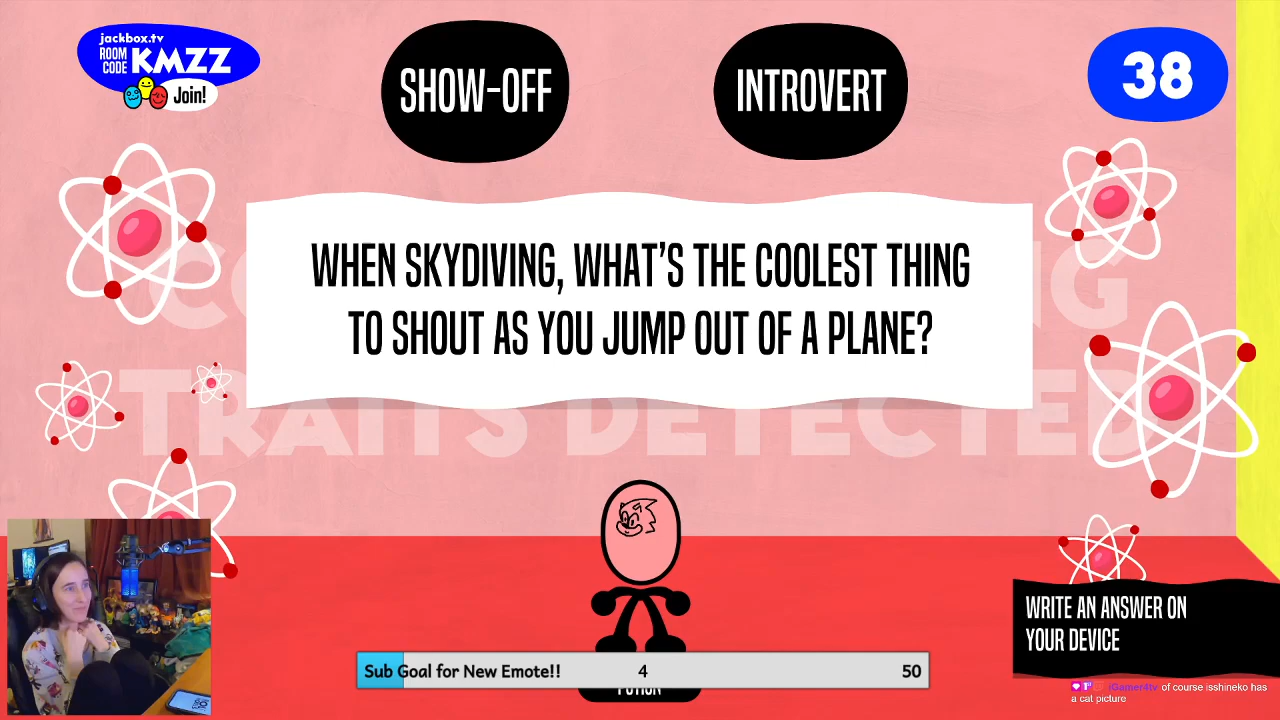 jackbox.tv
ROOM
CODE
KMZZ
Join!
SHOW-OFF
INTROVERT
38
WHEN SKYDIVING, WHAT'S THE COOLEST THING
TO SHOUT AS YOU JUMP OUT OF A PLANE?
TRAITS DETECTED
WRITE AN ANSWER ON
YOUR DEVICE
Sub Goal for New Emote!! 4 50
iGamer4tv of course isshineko has
a cat picture